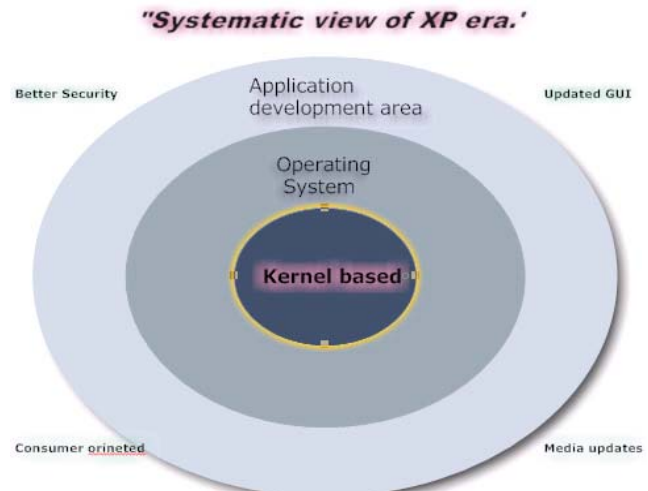 "Systematic view of XP era.'
Better Security
Application
development area
Updated GUI
Operating
System
Kernel based
Consumer orineted
Media updates